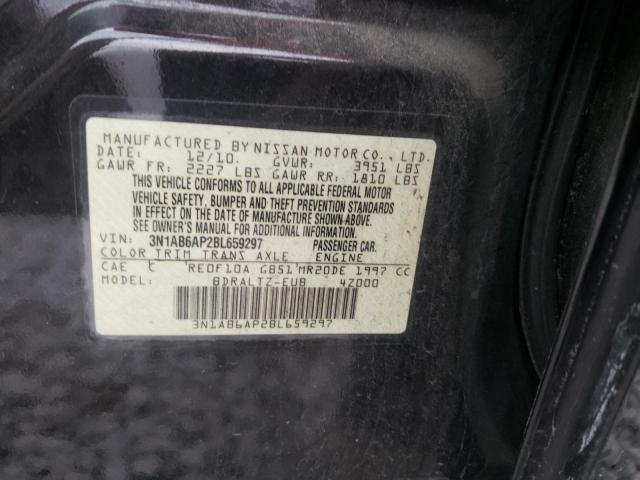 MANUFACTURED BY NISSAN MOTOR CO., LTD.
DATE: 12/10. GVWR: 3951 LBS
GAWR FR: 2227 LBS GAWR RR: 1810 LBS
THIS VEHICLE CONFORMS TO ALL APPLICABLE FEDERAL MOTOR
VEHICLE SAFETY, BUMPER AND THEFT PREVENTION STANDARDS
IN EFFECT ON THE DATE OF MANUFACTURE SHOWN ABOVE.
SEE OWNER'S MANUAL FOR ADDITIONAL INFORMATION.
VIN: 3N1AB6AP2BL659297 PASSENGER CAR.
COLOR TRIM TRANS AXLE ENGINE
CAE C RE0F10A GB51 MR20DE 1997 CC
MODEL: BDRALTZ-EUB 4Z000
3N1AB6AP2BL659297